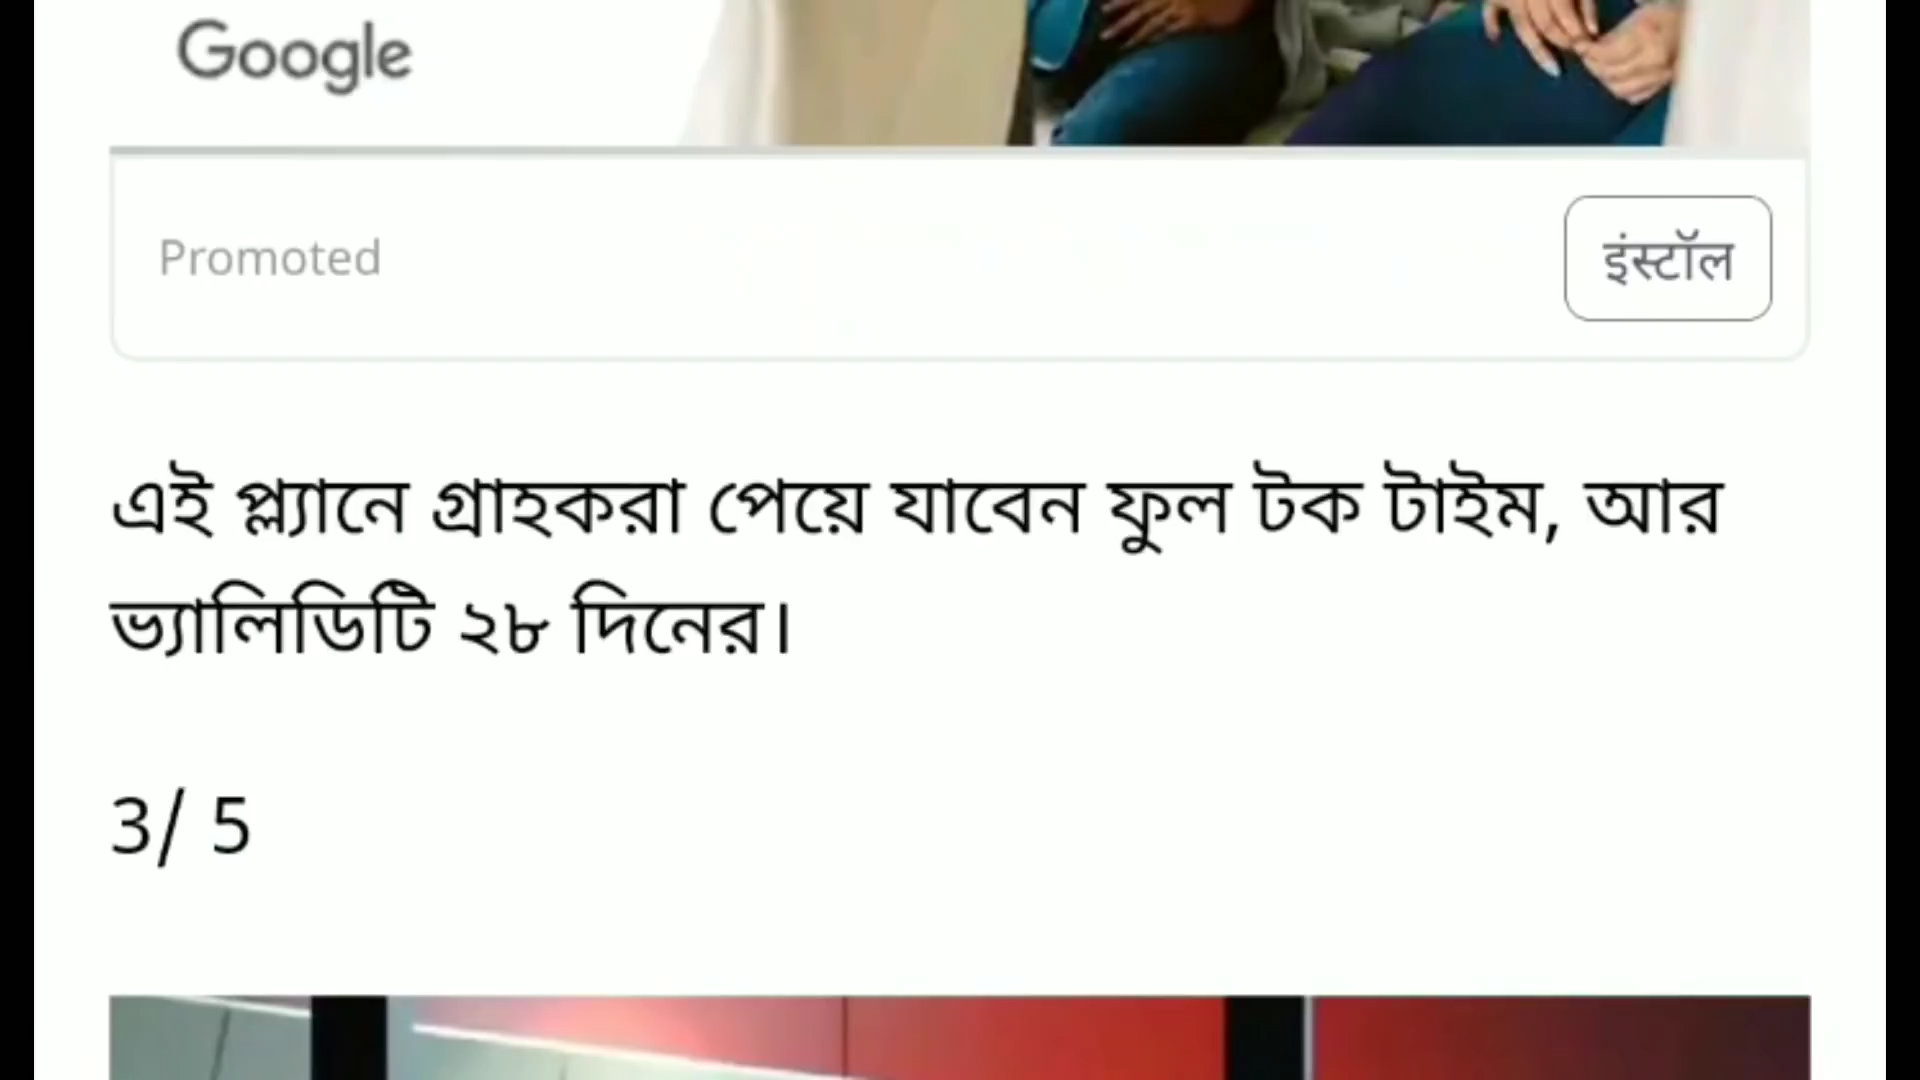 Google
Promoted
इंस्टॉल
এই প্ল্যানে গ্রাহকরা পেয়ে যাবেন ফুল টক টাইম, আর
ভ্যালিডিটি ২৮ দিনের।
3/ 5